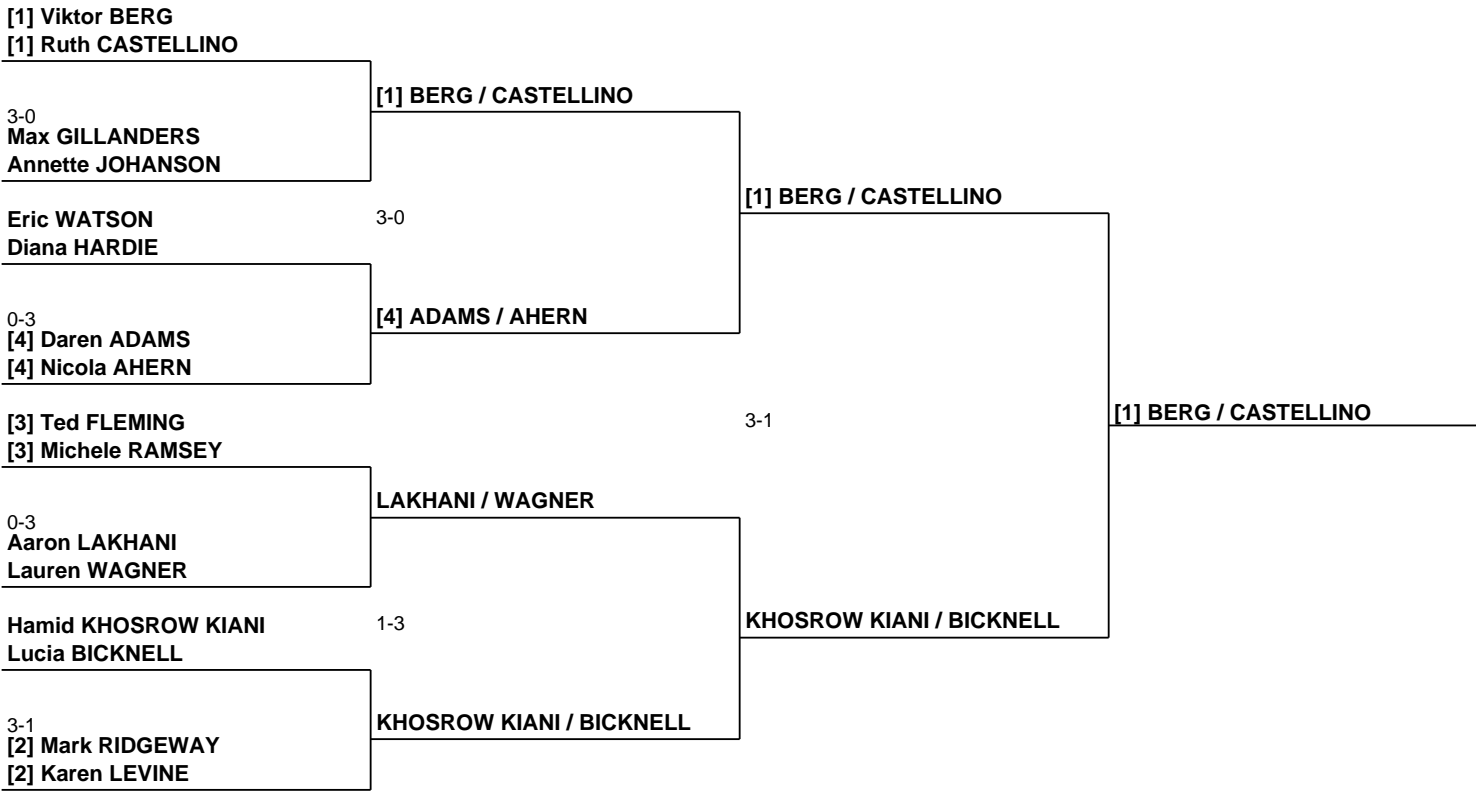 [1] Viktor BERG
[1] Ruth CASTELLINO
3-0
Max GILLANDERS
Annette JOHANSON
Eric WATSON
Diana HARDIE
0-3
[4] Daren ADAMS
[4] Nicola AHERN
[3] Ted FLEMING
[3] Michele RAMSEY
0-3
Aaron LAKHANI
Lauren WAGNER
Hamid KHOSROW KIANI
Lucia BICKNELL
3-1
[2] Mark RIDGEWAY
[2] Karen LEVINE
[1] BERG / CASTELLINO
3-0
[4] ADAMS / AHERN
LAKHANI / WAGNER
1-3
KHOSROW KIANI / BICKNELL
[1] BERG / CASTELLINO
3-1
KHOSROW KIANI / BICKNELL
[1] BERG / CASTELLINO